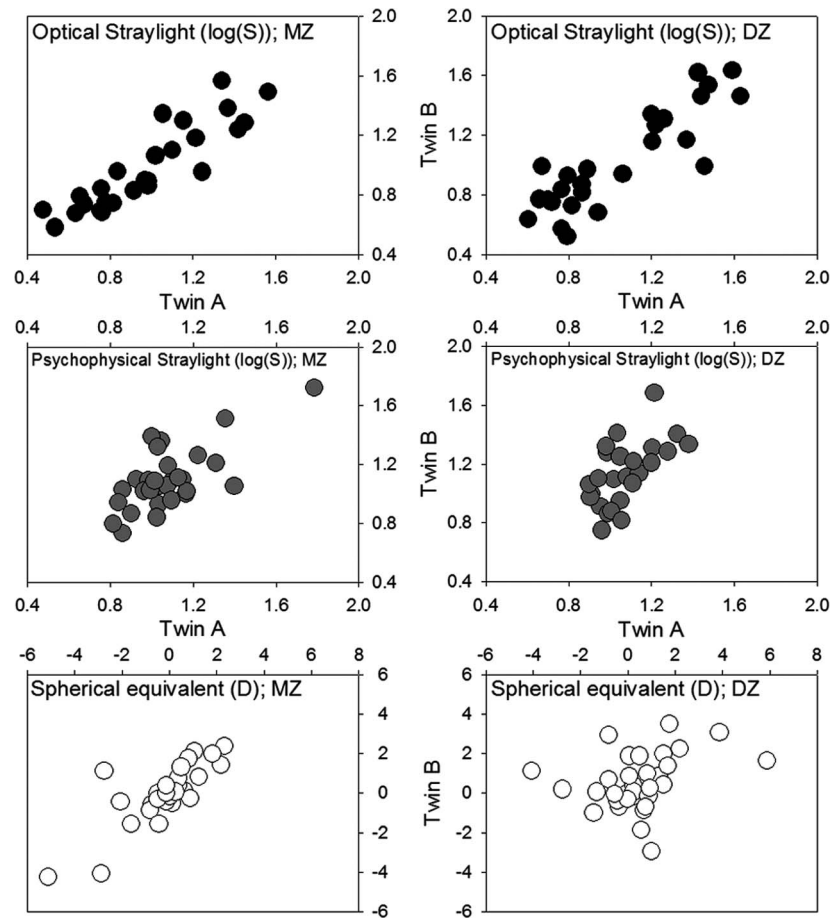 Optical Straylight (log(S)); MZ 2.0 Optical Straylight (log(S)); DZ 2.0
1.6 1.6
Twin B
1.2 1.2
0.8 0.8
0.4 0.4
0.4 0.8 1.2 1.6 2.0 0.4 0.8 1.2 1.6 2.0
Twin A Twin A
0.4 0.8 1.2 1.6 2.0 0.4 0.8 1.2 1.6 2.0
Psychophysical Straylight (log(S)); MZ 2.0 Psychophysical Straylight (log(S)); DZ 2.0
1.6 1.6
Twin B
1.2 1.2
0.8 0.8
0.4 0.4
0.4 0.8 1.2 1.6 2.0 0.4 0.8 1.2 1.6 2.0
Twin A Twin A
-6 -4 -2 0 2 4 6 8 -6 -4 -2 0 2 4 6 8
Spherical equivalent (D); MZ 6 Spherical equivalent (D); DZ 6
4 4
2 2
Twin B
0 0
-2 -2
-4 -4
-6 -6